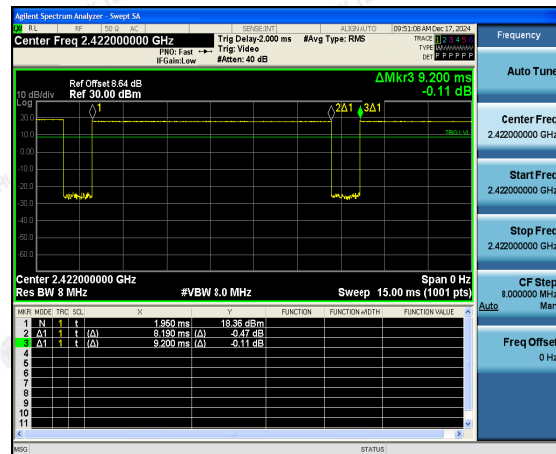 Agilent Spectrum Analyzer - Swept SA
RL RF 50 Ω AC SENSE:INT ALIGNAUTO 09:51:08 AM Dec 17, 2024
Center Freq 2.422000000 GHz Trig Delay-2.000 ms #Avg Type: RMS TRACE 1 2 3 4 5 6
PNO: Fast Trig: Video TYPE WWWWWW
IFGain:Low #Atten: 40 dB DET P P P P P P
ΔMkr3 9.200 ms
-0.11 dB
Ref Offset 8.64 dB
10 dB/div Ref 30.00 dBm
Log
1 2Δ1 3Δ1
20.0
TRIG LVL
10.0
0.00
-10.0
-20.0
-30.0
-40.0
-50.0
-60.0
Center 2.422000000 GHz Span 0 Hz
Res BW 8 MHz #VBW 8.0 MHz Sweep 15.00 ms (1001 pts)
MKR MODE TRC SCL X Y FUNCTION FUNCTION WIDTH FUNCTION VALUE
1 N 1 t 1.950 ms 18.36 dBm
2 Δ1 1 t (Δ) 8.190 ms (Δ) -0.47 dB
3 Δ1 1 t (Δ) 9.200 ms (Δ) -0.11 dB
4
5
6
7
8
9
10
11
MSG STATUS
Frequency
Auto Tune
Center Freq
2.422000000 GHz
Start Freq
2.422000000 GHz
Stop Freq
2.422000000 GHz
CF Step
8.000000 MHz
Auto Man
Freq Offset
0 Hz